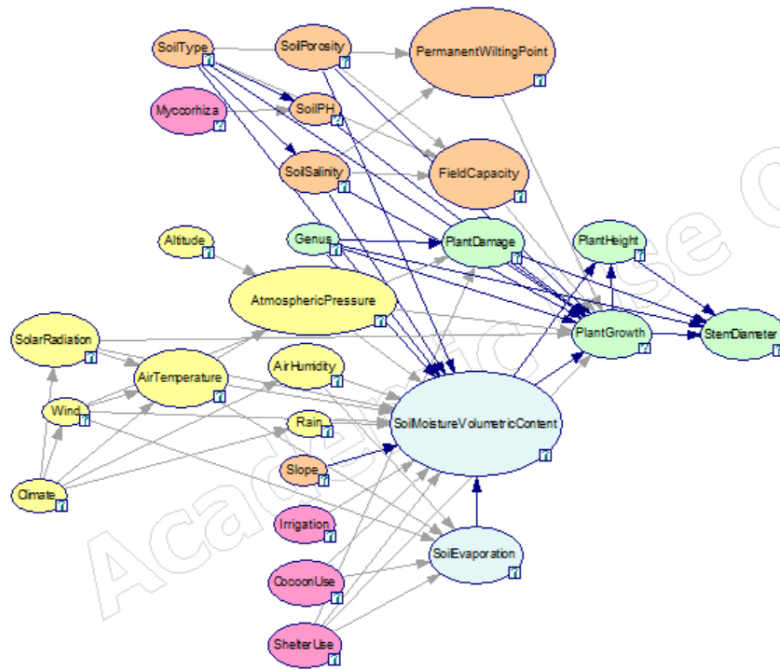 SoilType
SoilPorosity
PermanentWiltingPoint
Mycorrhiza
SoilPH
SoilSalinity
FieldCapacity
Altitude
Genus
PlantDamage
PlantHeight
AtmosphericPressure
SolarRadiation
PlantGrowth
StemDiameter
AirTemperature
AirHumidity
Wind
Rain
SoilMoistureVolumetricContent
Climate
Slope
Irrigation
SoilEvaporation
CocoonUse
ShelterUse
Academic